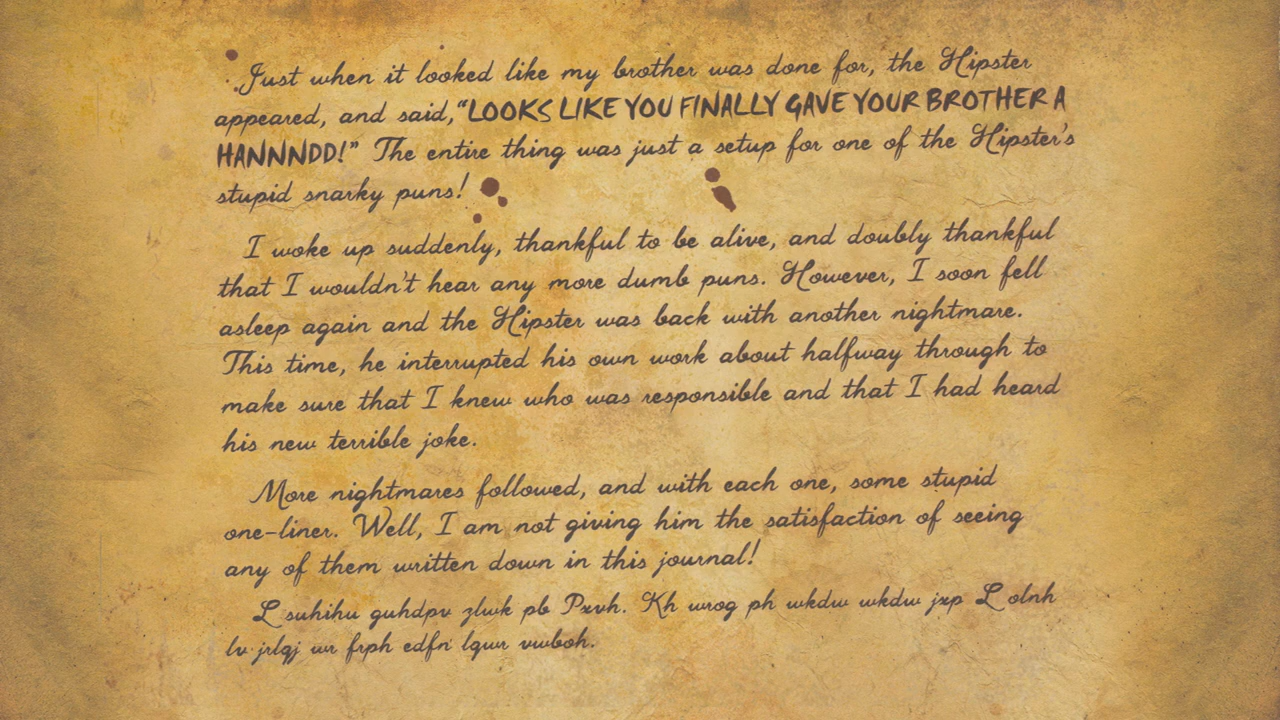 Just when it looked like my brother was done for, the Hipster
appeared, and said, “LOOKS LIKE YOU FINALLY GAVE YOUR BROTHER A
HANNNDD!” The entire thing was just a setup for one of the Hipster's
stupid snarky puns!
I woke up suddenly, thankful to be alive, and doubly thankful
that I wouldn't hear any more dumb puns. However, I soon fell
asleep again and the Hipster was back with another nightmare.
This time, he interrupted his own work about halfway through to
make sure that I knew who was responsible and that I had heard
his new terrible joke.
More nightmares followed, and with each one, some stupid
one-liner. Well, I am not giving him the satisfaction of seeing
any of them written down in this journal!
L suhihu guhdpv zlwk pb Pxvh. Kh wrog ph wkdw wkdw jxp L olnh
lv jrlqj wr frph edfn lqwr vwboh.